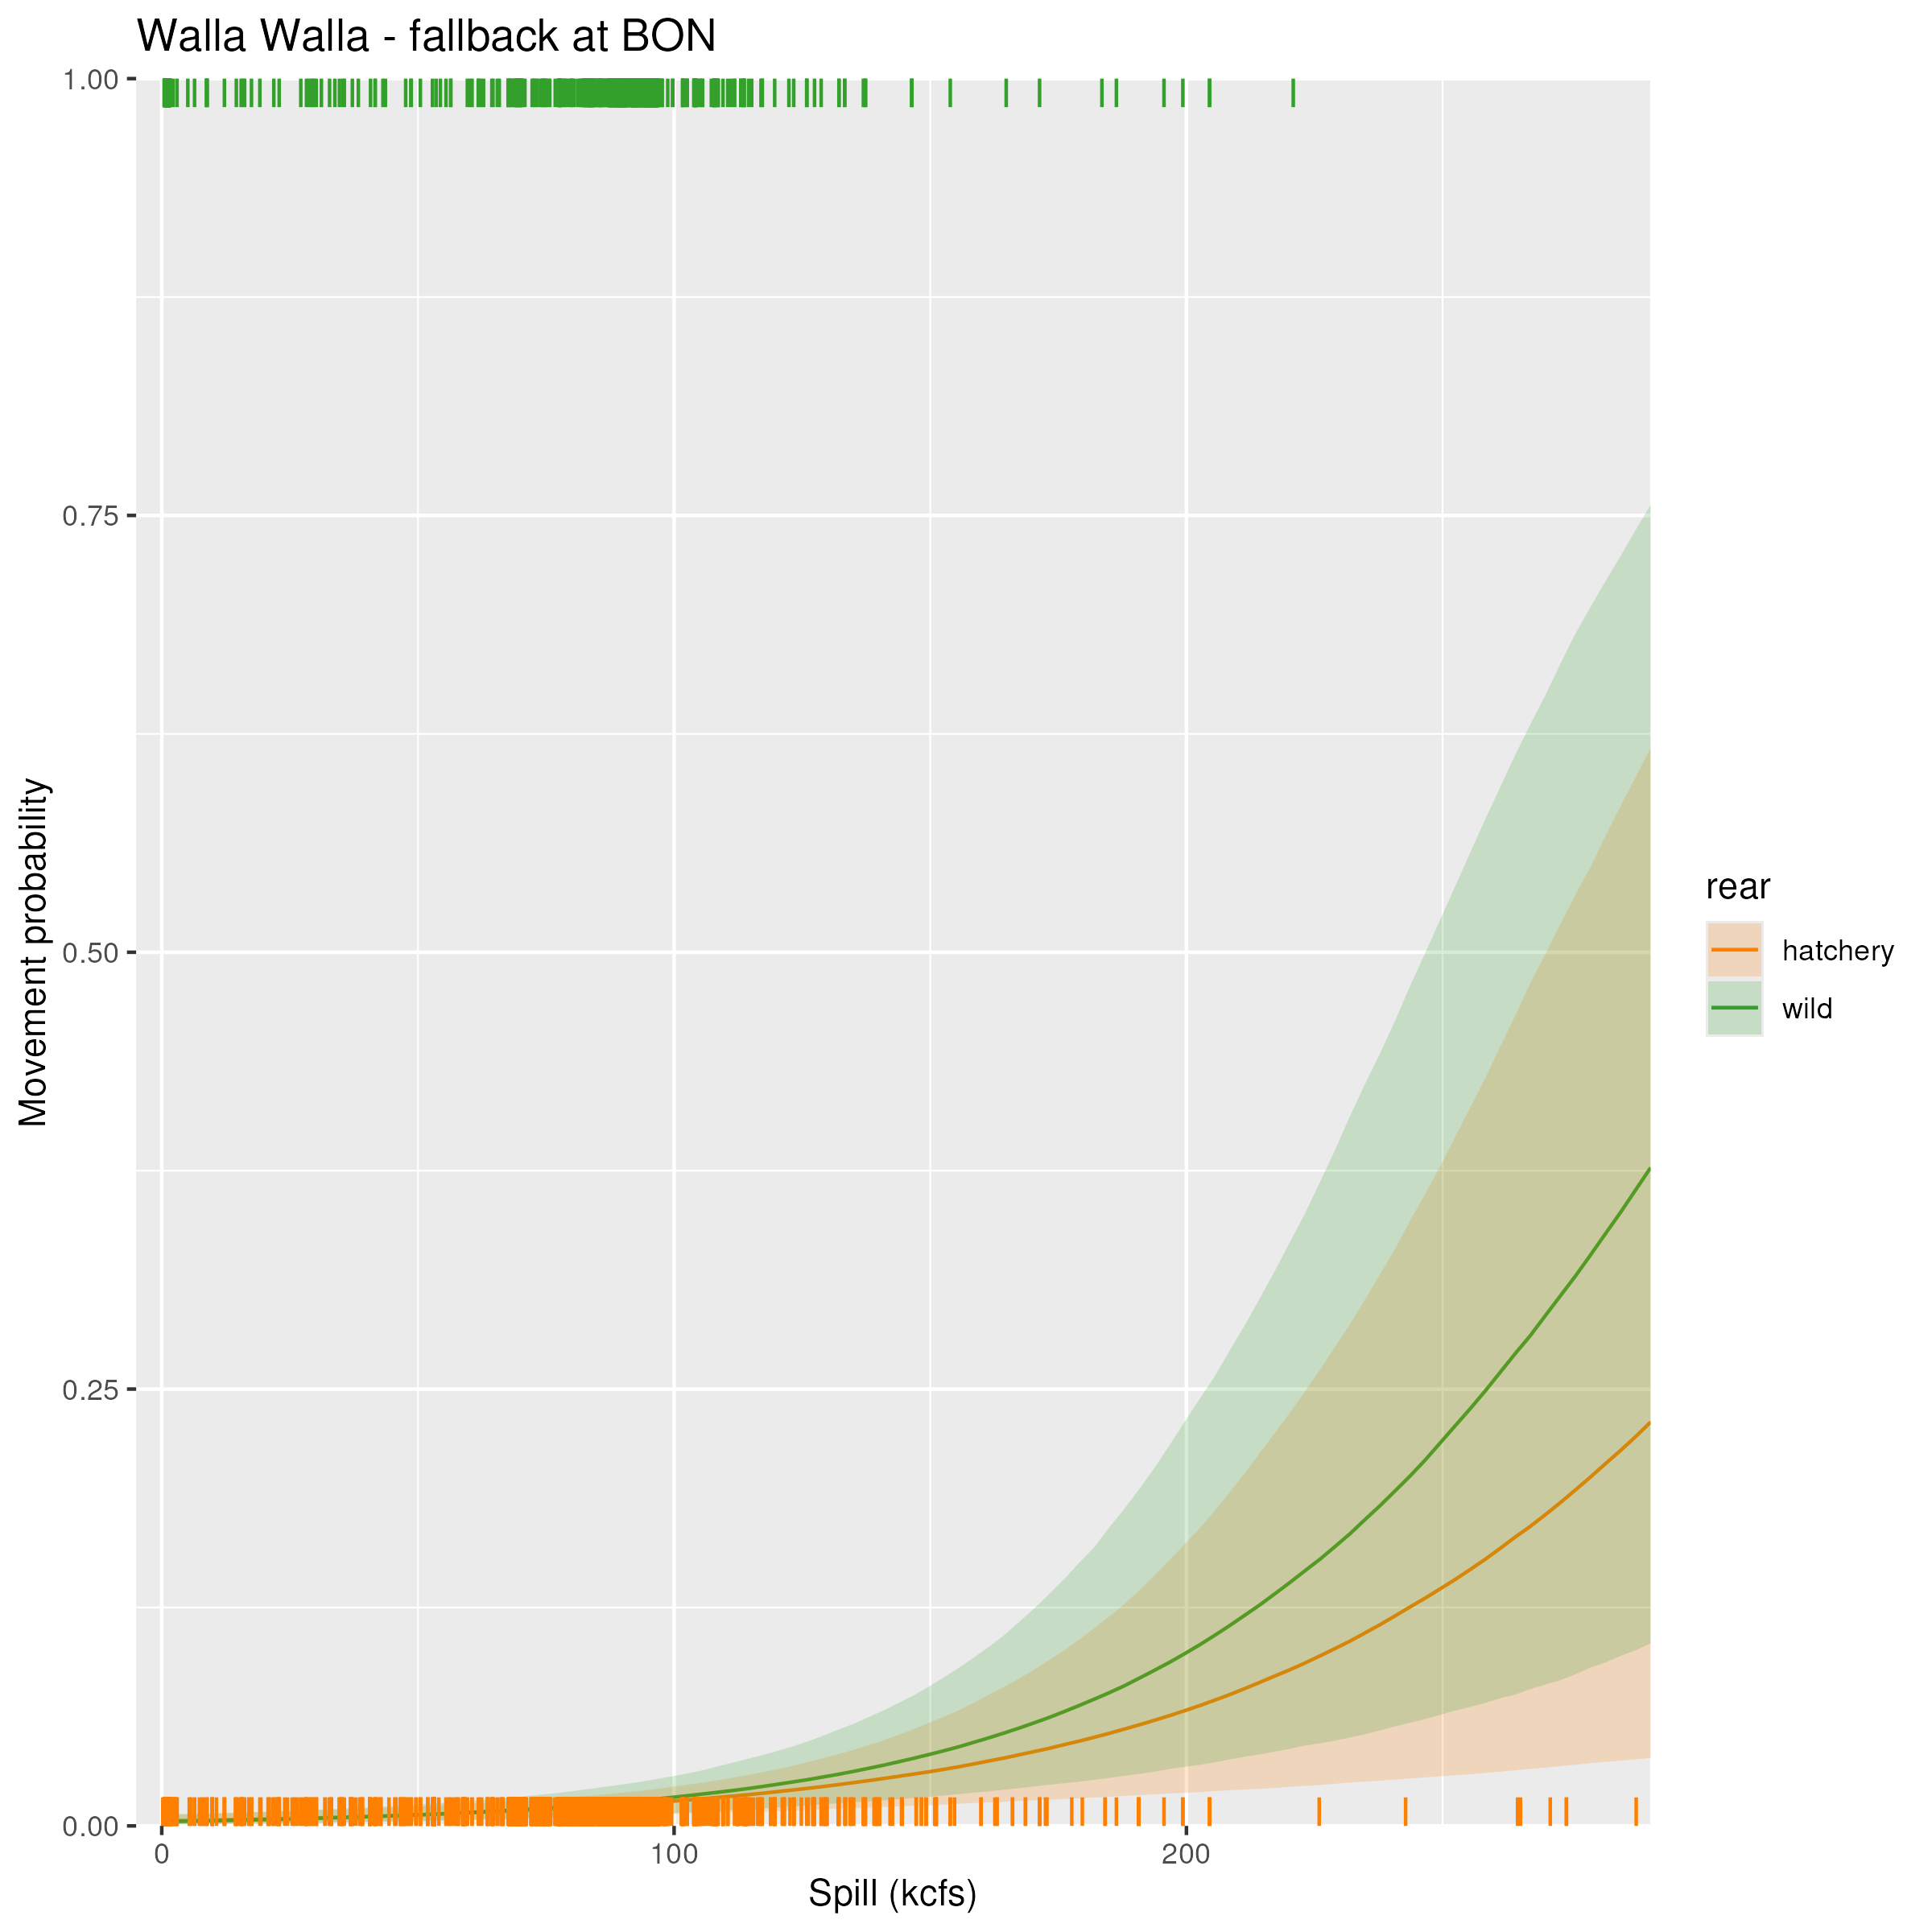 Walla Walla - fallback at BON
1.00
0.75
0.50
0.25
0.00
Movement probability
0
100
200
Spill (kcfs)
rear
hatchery
wild